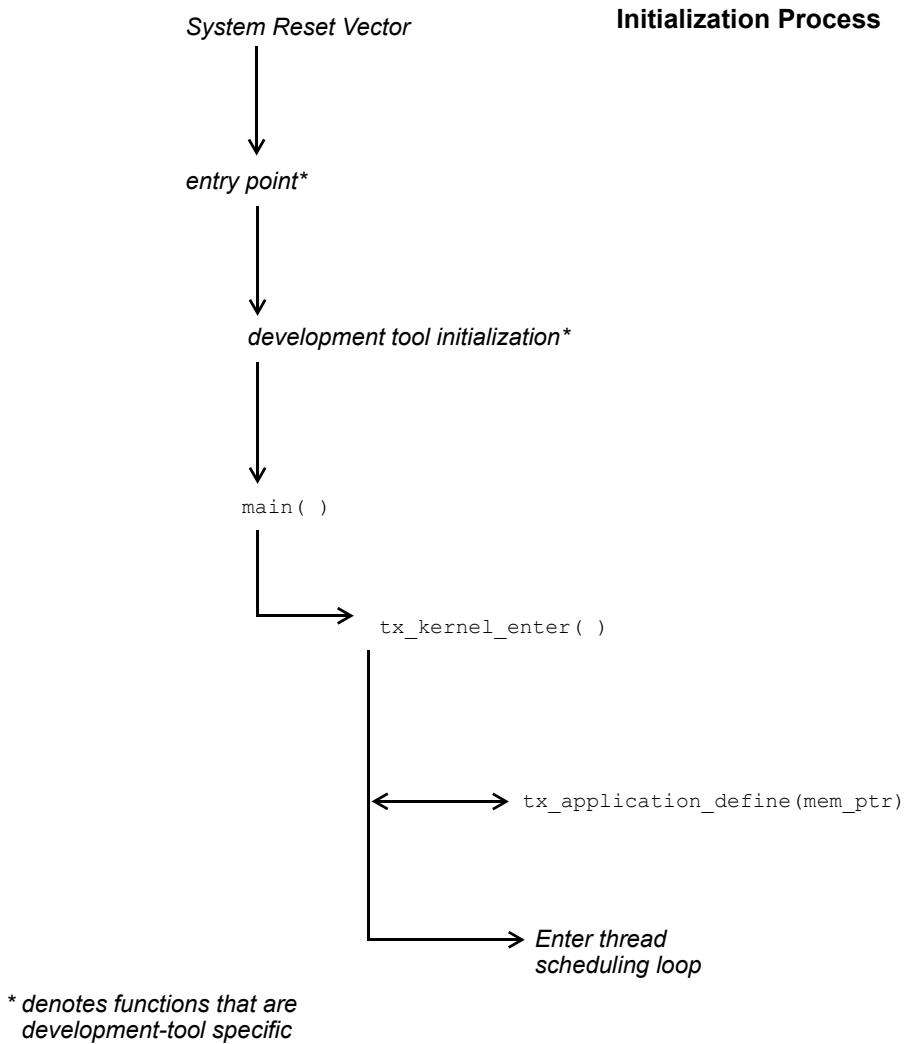 Initialization Process
System Reset Vector
entry point*
development tool initialization*
main( )
tx_kernel_enter( )
tx_application_define(mem_ptr)
Enter thread
scheduling loop
* denotes functions that are
development-tool specific